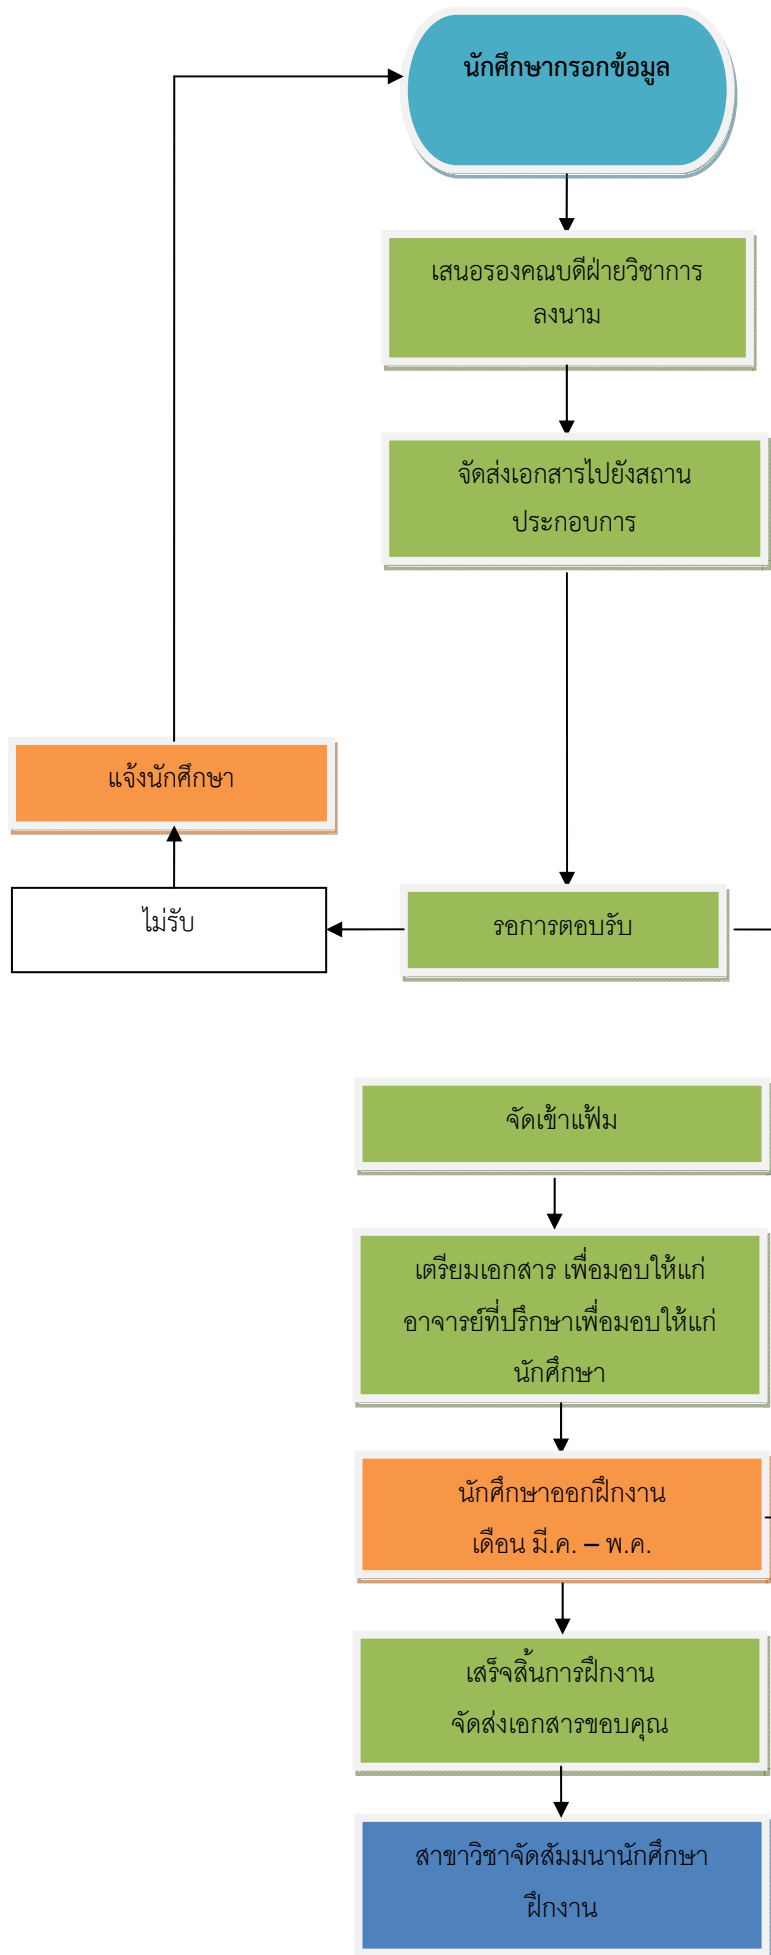 นักศึกษากรอกข้อมูล
เสนอรองคณบดีฝ่ายวิชาการ
ลงนาม
จัดส่งเอกสารไปยังสถาน
ประกอบการ
แจ้งนักศึกษา
ไม่รับ
รอการตอบรับ
จัดเข้าแฟ้ม
เตรียมเอกสาร เพื่อมอบให้แก่
อาจารย์ที่ปรึกษาเพื่อมอบให้แก่
นักศึกษา
นักศึกษาออกฝึกงาน
เดือน มี.ค. – พ.ค.
เสร็จสิ้นการฝึกงาน
จัดส่งเอกสารขอบคุณ
สาขาวิชาจัดสัมมนานักศึกษา
ฝึกงาน